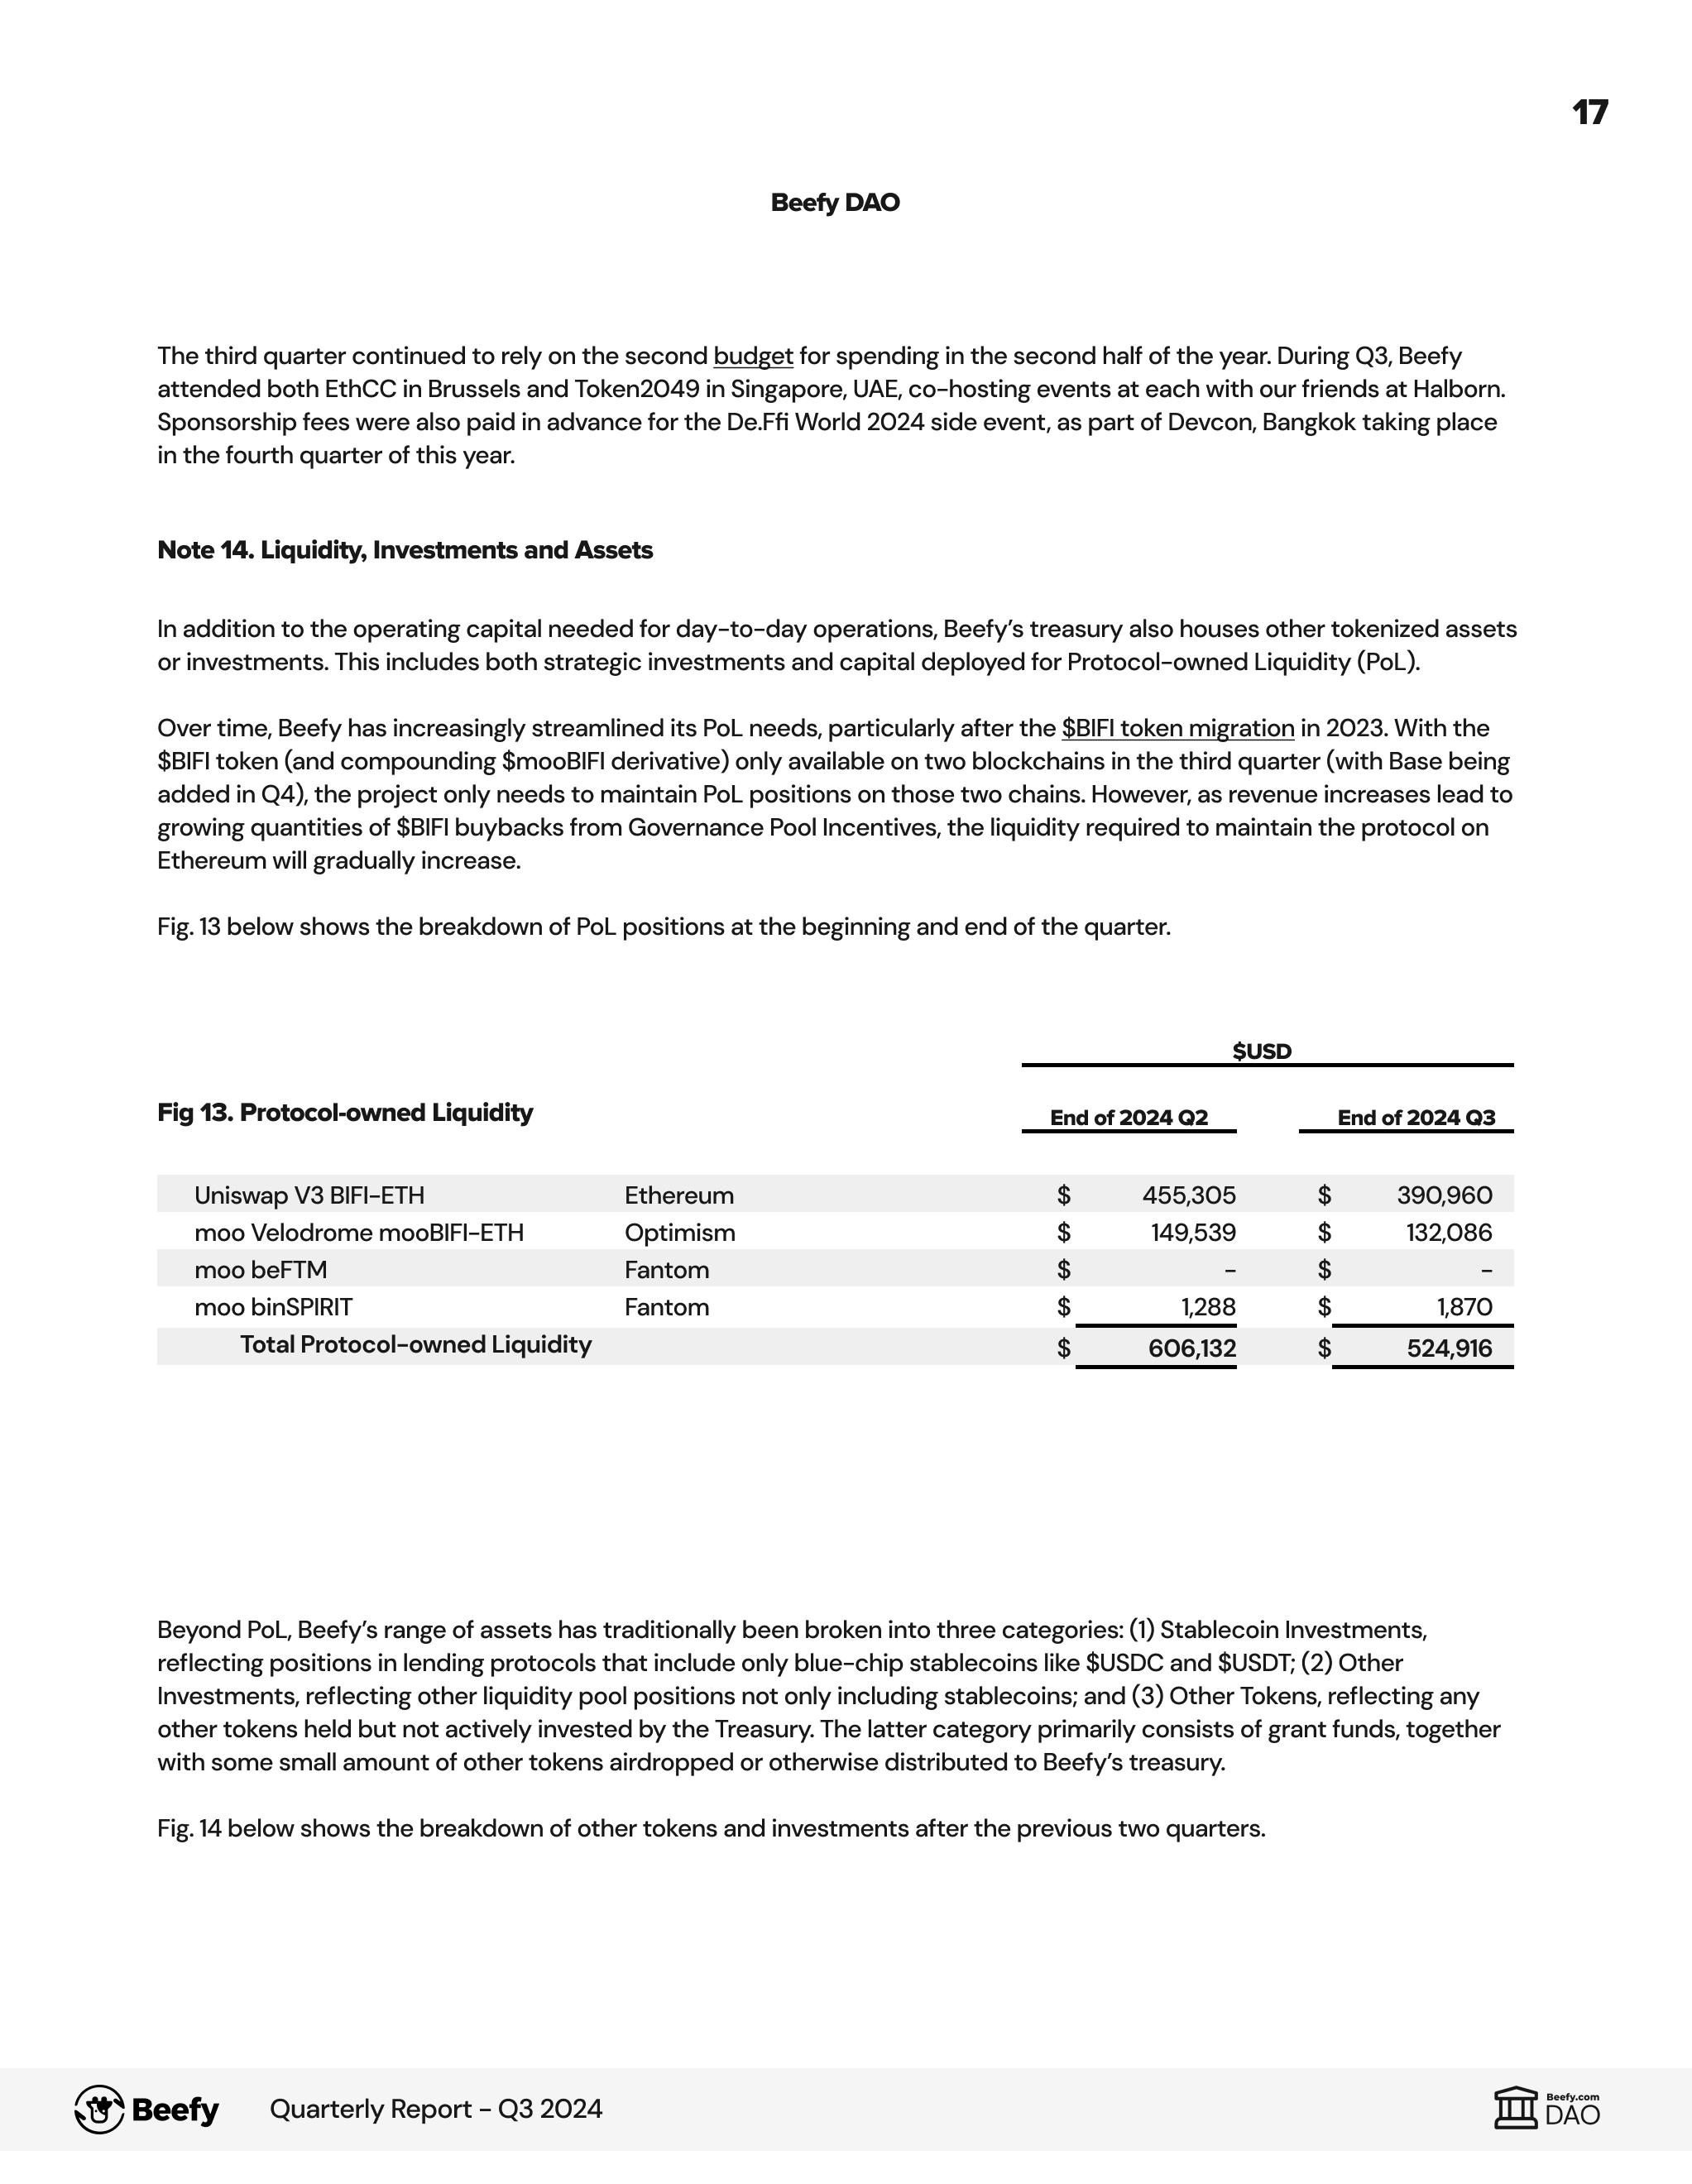 17
Beefy DAO
The third quarter continued to rely on the second budget for spending in the second half of the year. During Q3, Beefy
attended both EthCC in Brussels and Token2049 in Singapore, UAE, co-hosting events at each with our friends at Halborn.
Sponsorship fees were also paid in advance for the De.Ffi World 2024 side event, as part of Devcon, Bangkok taking place
in the fourth quarter of this year.
Note 14. Liquidity, Investments and Assets
In addition to the operating capital needed for day-to-day operations, Beefy’s treasury also houses other tokenized assets
or investments. This includes both strategic investments and capital deployed for Protocol-owned Liquidity (PoL).
Over time, Beefy has increasingly streamlined its PoL needs, particularly after the $BIFI token migration in 2023. With the
$BIFI token (and compounding $mooBIFI derivative) only available on two blockchains in the third quarter (with Base being
added in Q4), the project only needs to maintain PoL positions on those two chains. However, as revenue increases lead to
growing quantities of $BIFI buybacks from Governance Pool Incentives, the liquidity required to maintain the protocol on
Ethereum will gradually increase.
Fig. 13 below shows the breakdown of PoL positions at the beginning and end of the quarter.
$USD
Fig 13. Protocol-owned Liquidity End of 2024 Q2 End of 2024 Q3
Uniswap V3 BIFI-ETH Ethereum $ 455,305 $ 390,960
moo Velodrome mooBIFI-ETH Optimism $ 149,539 $ 132,086
moo beFTM Fantom $ - $ -
moo binSPIRIT Fantom $ 1,288 $ 1,870
Total Protocol-owned Liquidity $ 606,132 $ 524,916
Beyond PoL, Beefy’s range of assets has traditionally been broken into three categories: (1) Stablecoin Investments,
reflecting positions in lending protocols that include only blue-chip stablecoins like $USDC and $USDT; (2) Other
Investments, reflecting other liquidity pool positions not only including stablecoins; and (3) Other Tokens, reflecting any
other tokens held but not actively invested by the Treasury. The latter category primarily consists of grant funds, together
with some small amount of other tokens airdropped or otherwise distributed to Beefy’s treasury.
Fig. 14 below shows the breakdown of other tokens and investments after the previous two quarters.
Beefy Quarterly Report - Q3 2024
Beefy.com
DAO